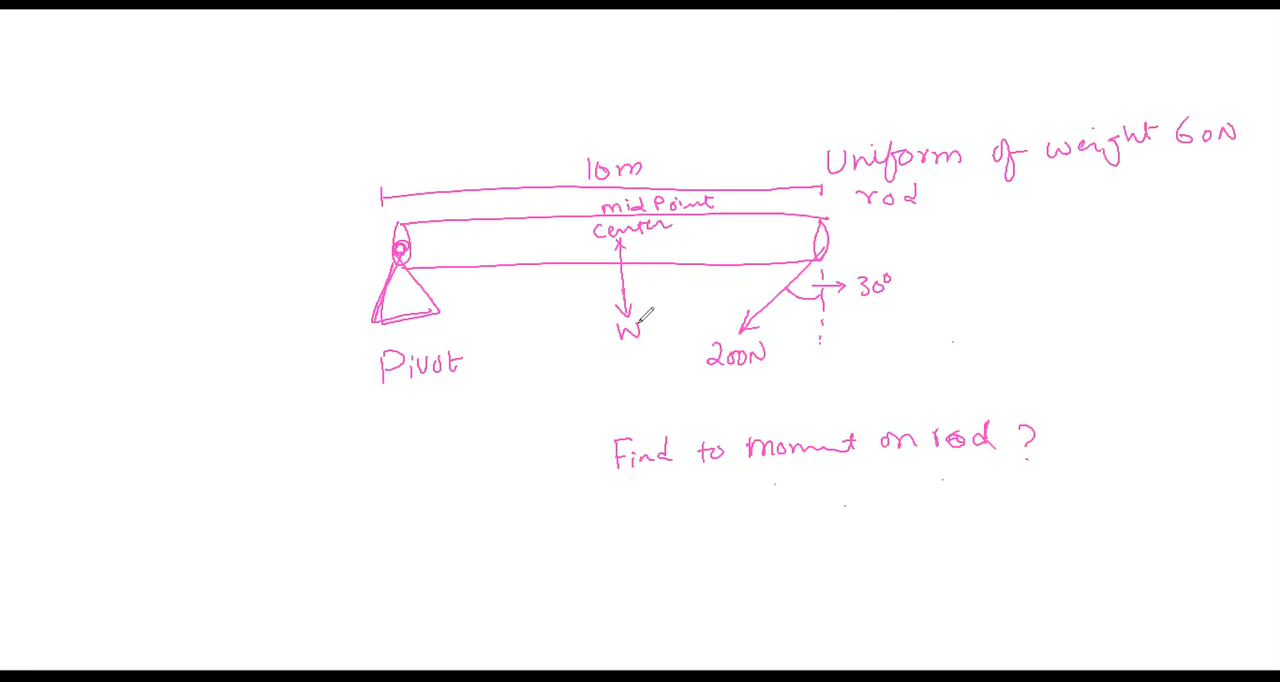 Uniform of weight 60N
rod
10m
mid Point
Center
30°
W
200N
Pivot
Find to moment on rod ?